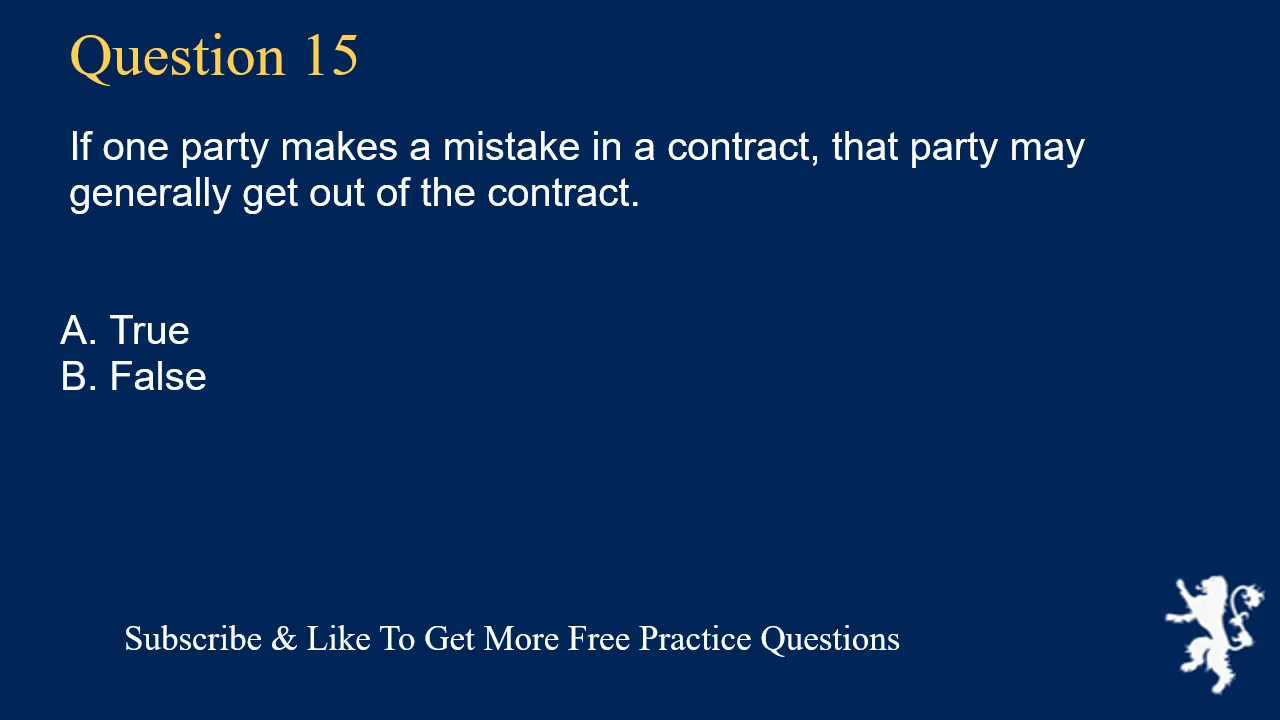 Question 15
If one party makes a mistake in a contract, that party may
generally get out of the contract.
A. True
B. False
Subscribe & Like To Get More Free Practice Questions